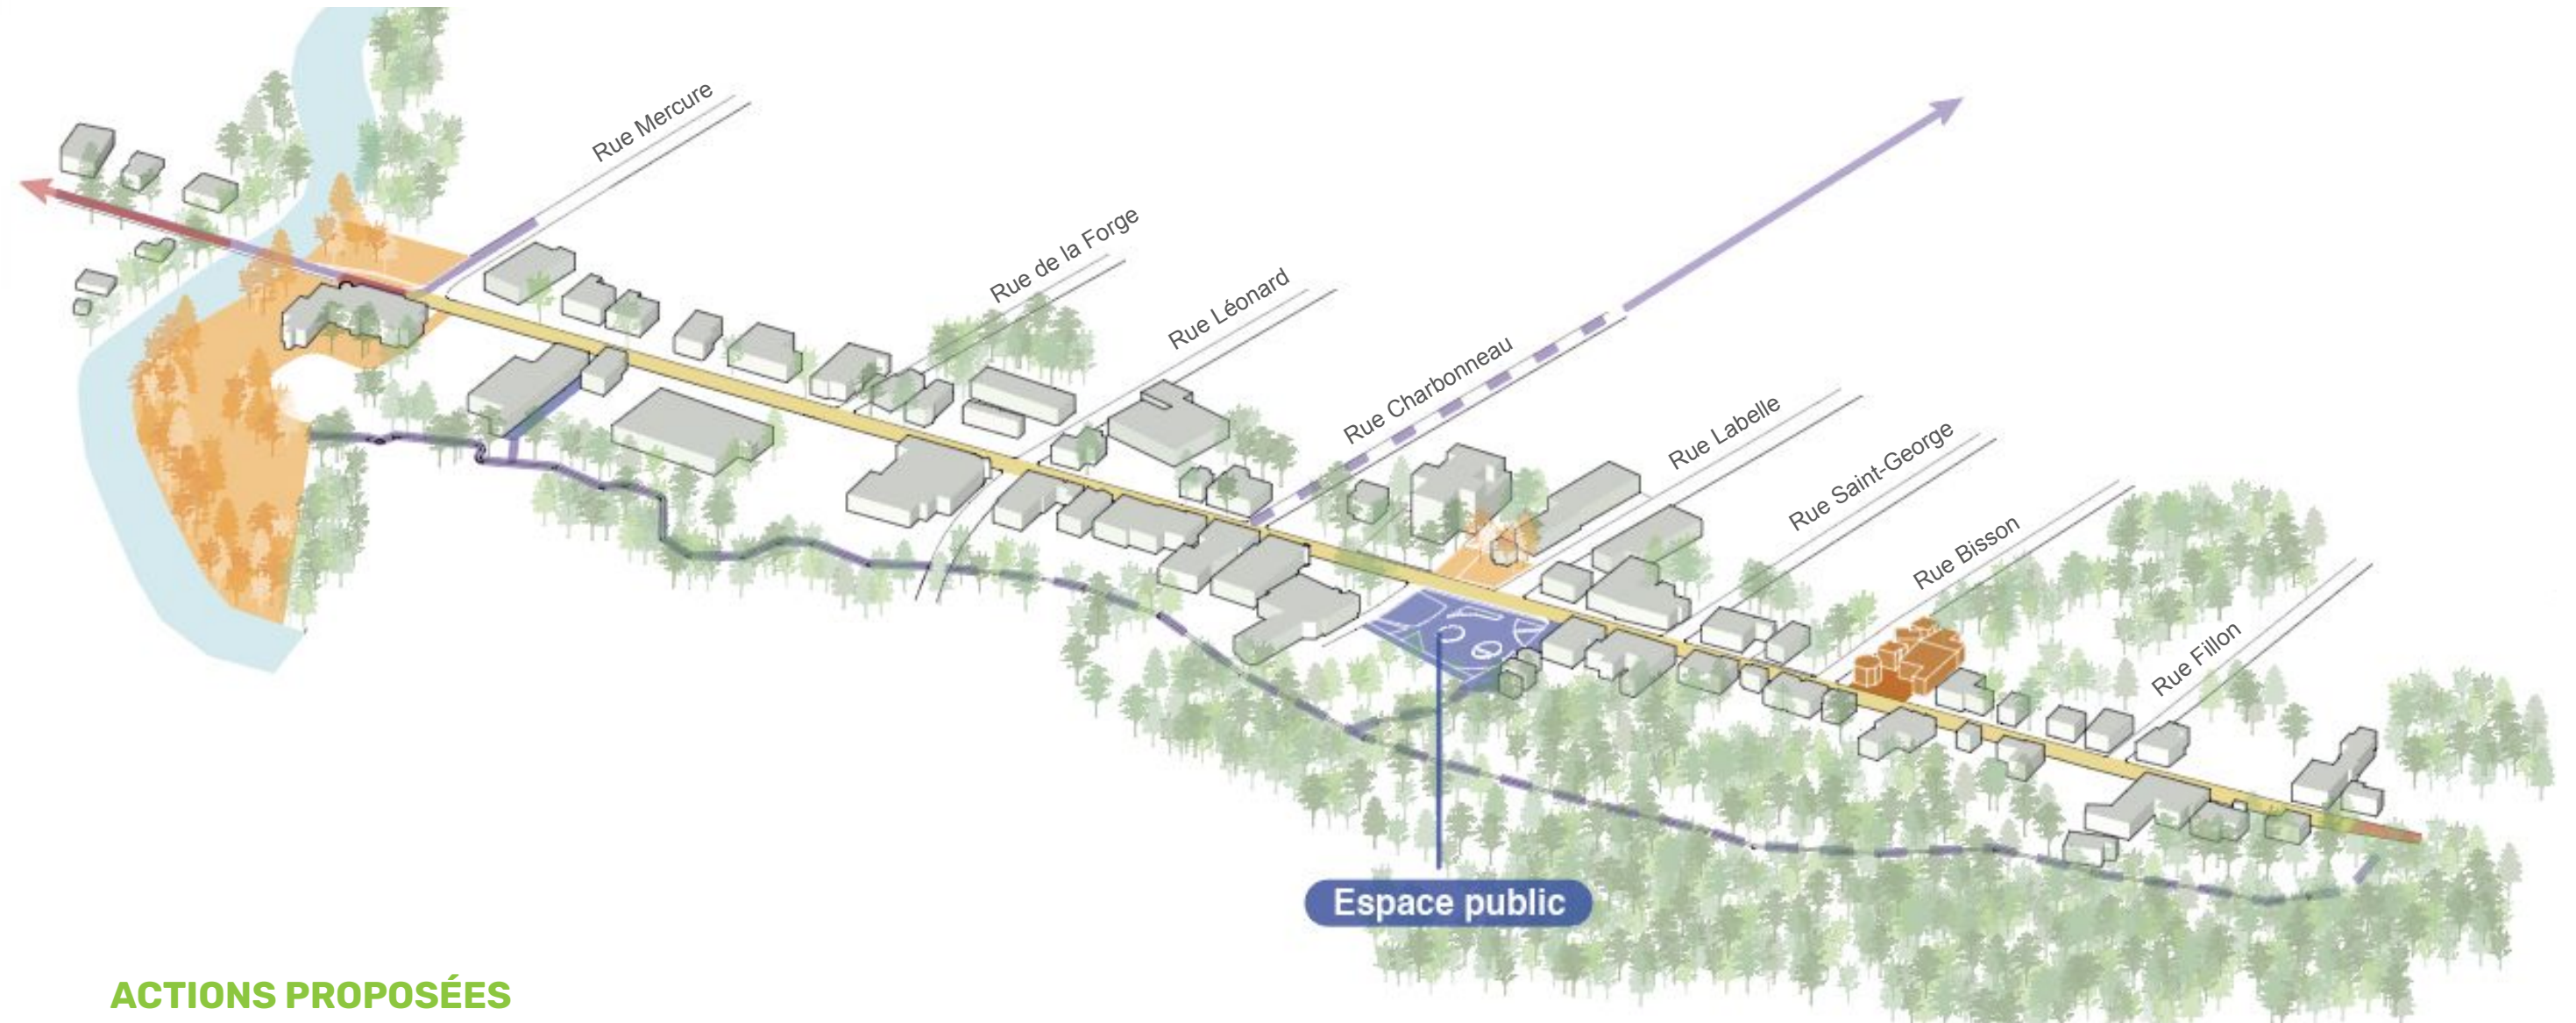 Rue Mercure
Rue de la Forge
Rue Léonard
Rue Charbonneau
Rue Labelle
Rue Saint-George
Rue Bisson
Rue Fillon
Espace public
ACTIONS PROPOSÉES